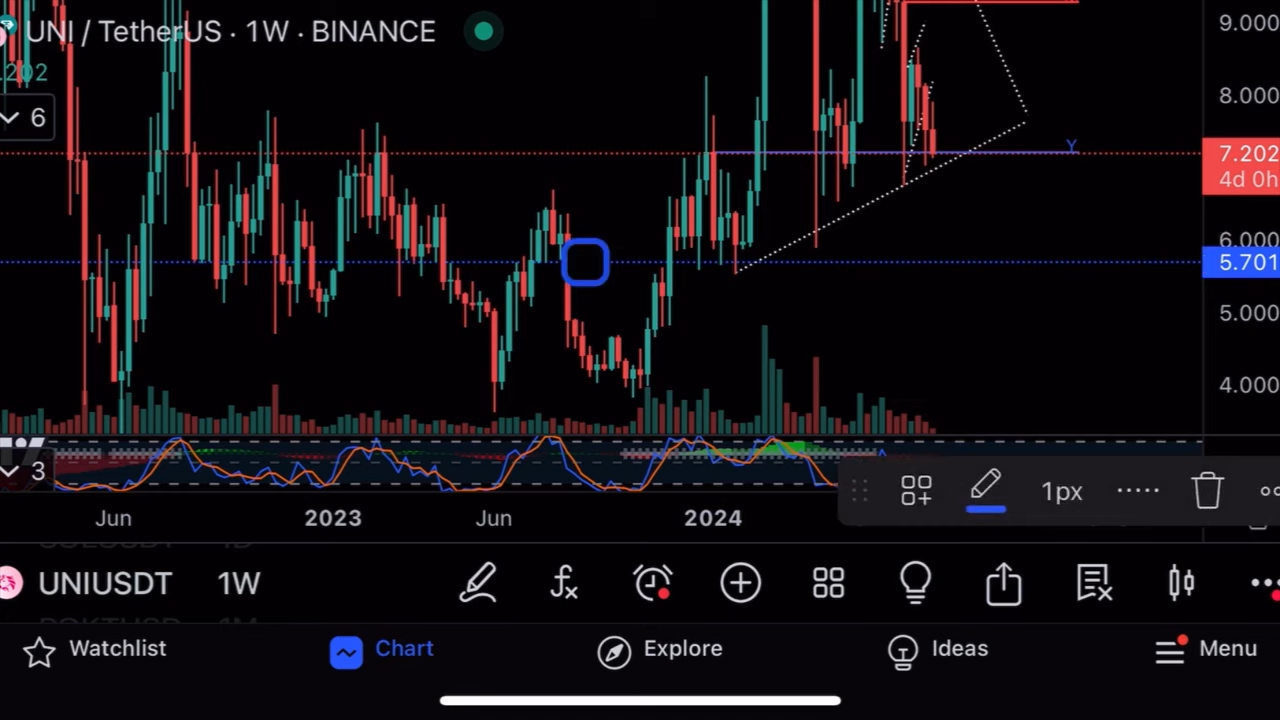 UNI / TetherUS · 1W · BINANCE
9.000
.202
8.000
6
Y
7.202
4d 0h
6.000
5.701
5.000
4.000
3
1px
Jun 2023 Jun 2024
UNIUSDT 1W
Watchlist Chart Explore Ideas Menu